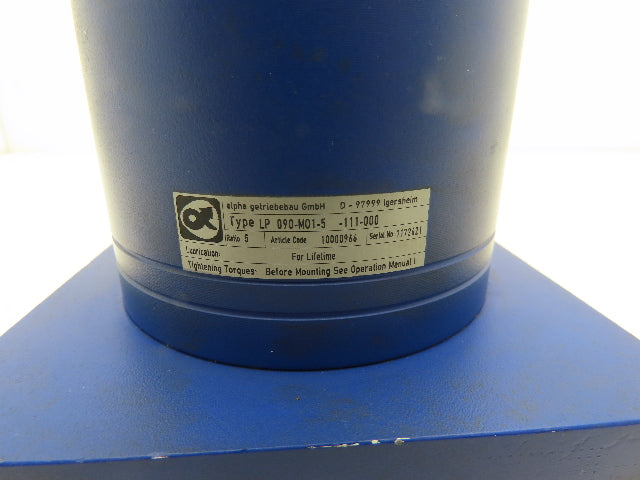 alpha getriebebau GmbH D - 97999 Igersheim
Type LP 090-M01-5 -111-000
Ratio 5 Article Code 10000966 Serial No.
Lubrication: For Lifetime
Tightening Torques: Before Mounting See Operation Manual !